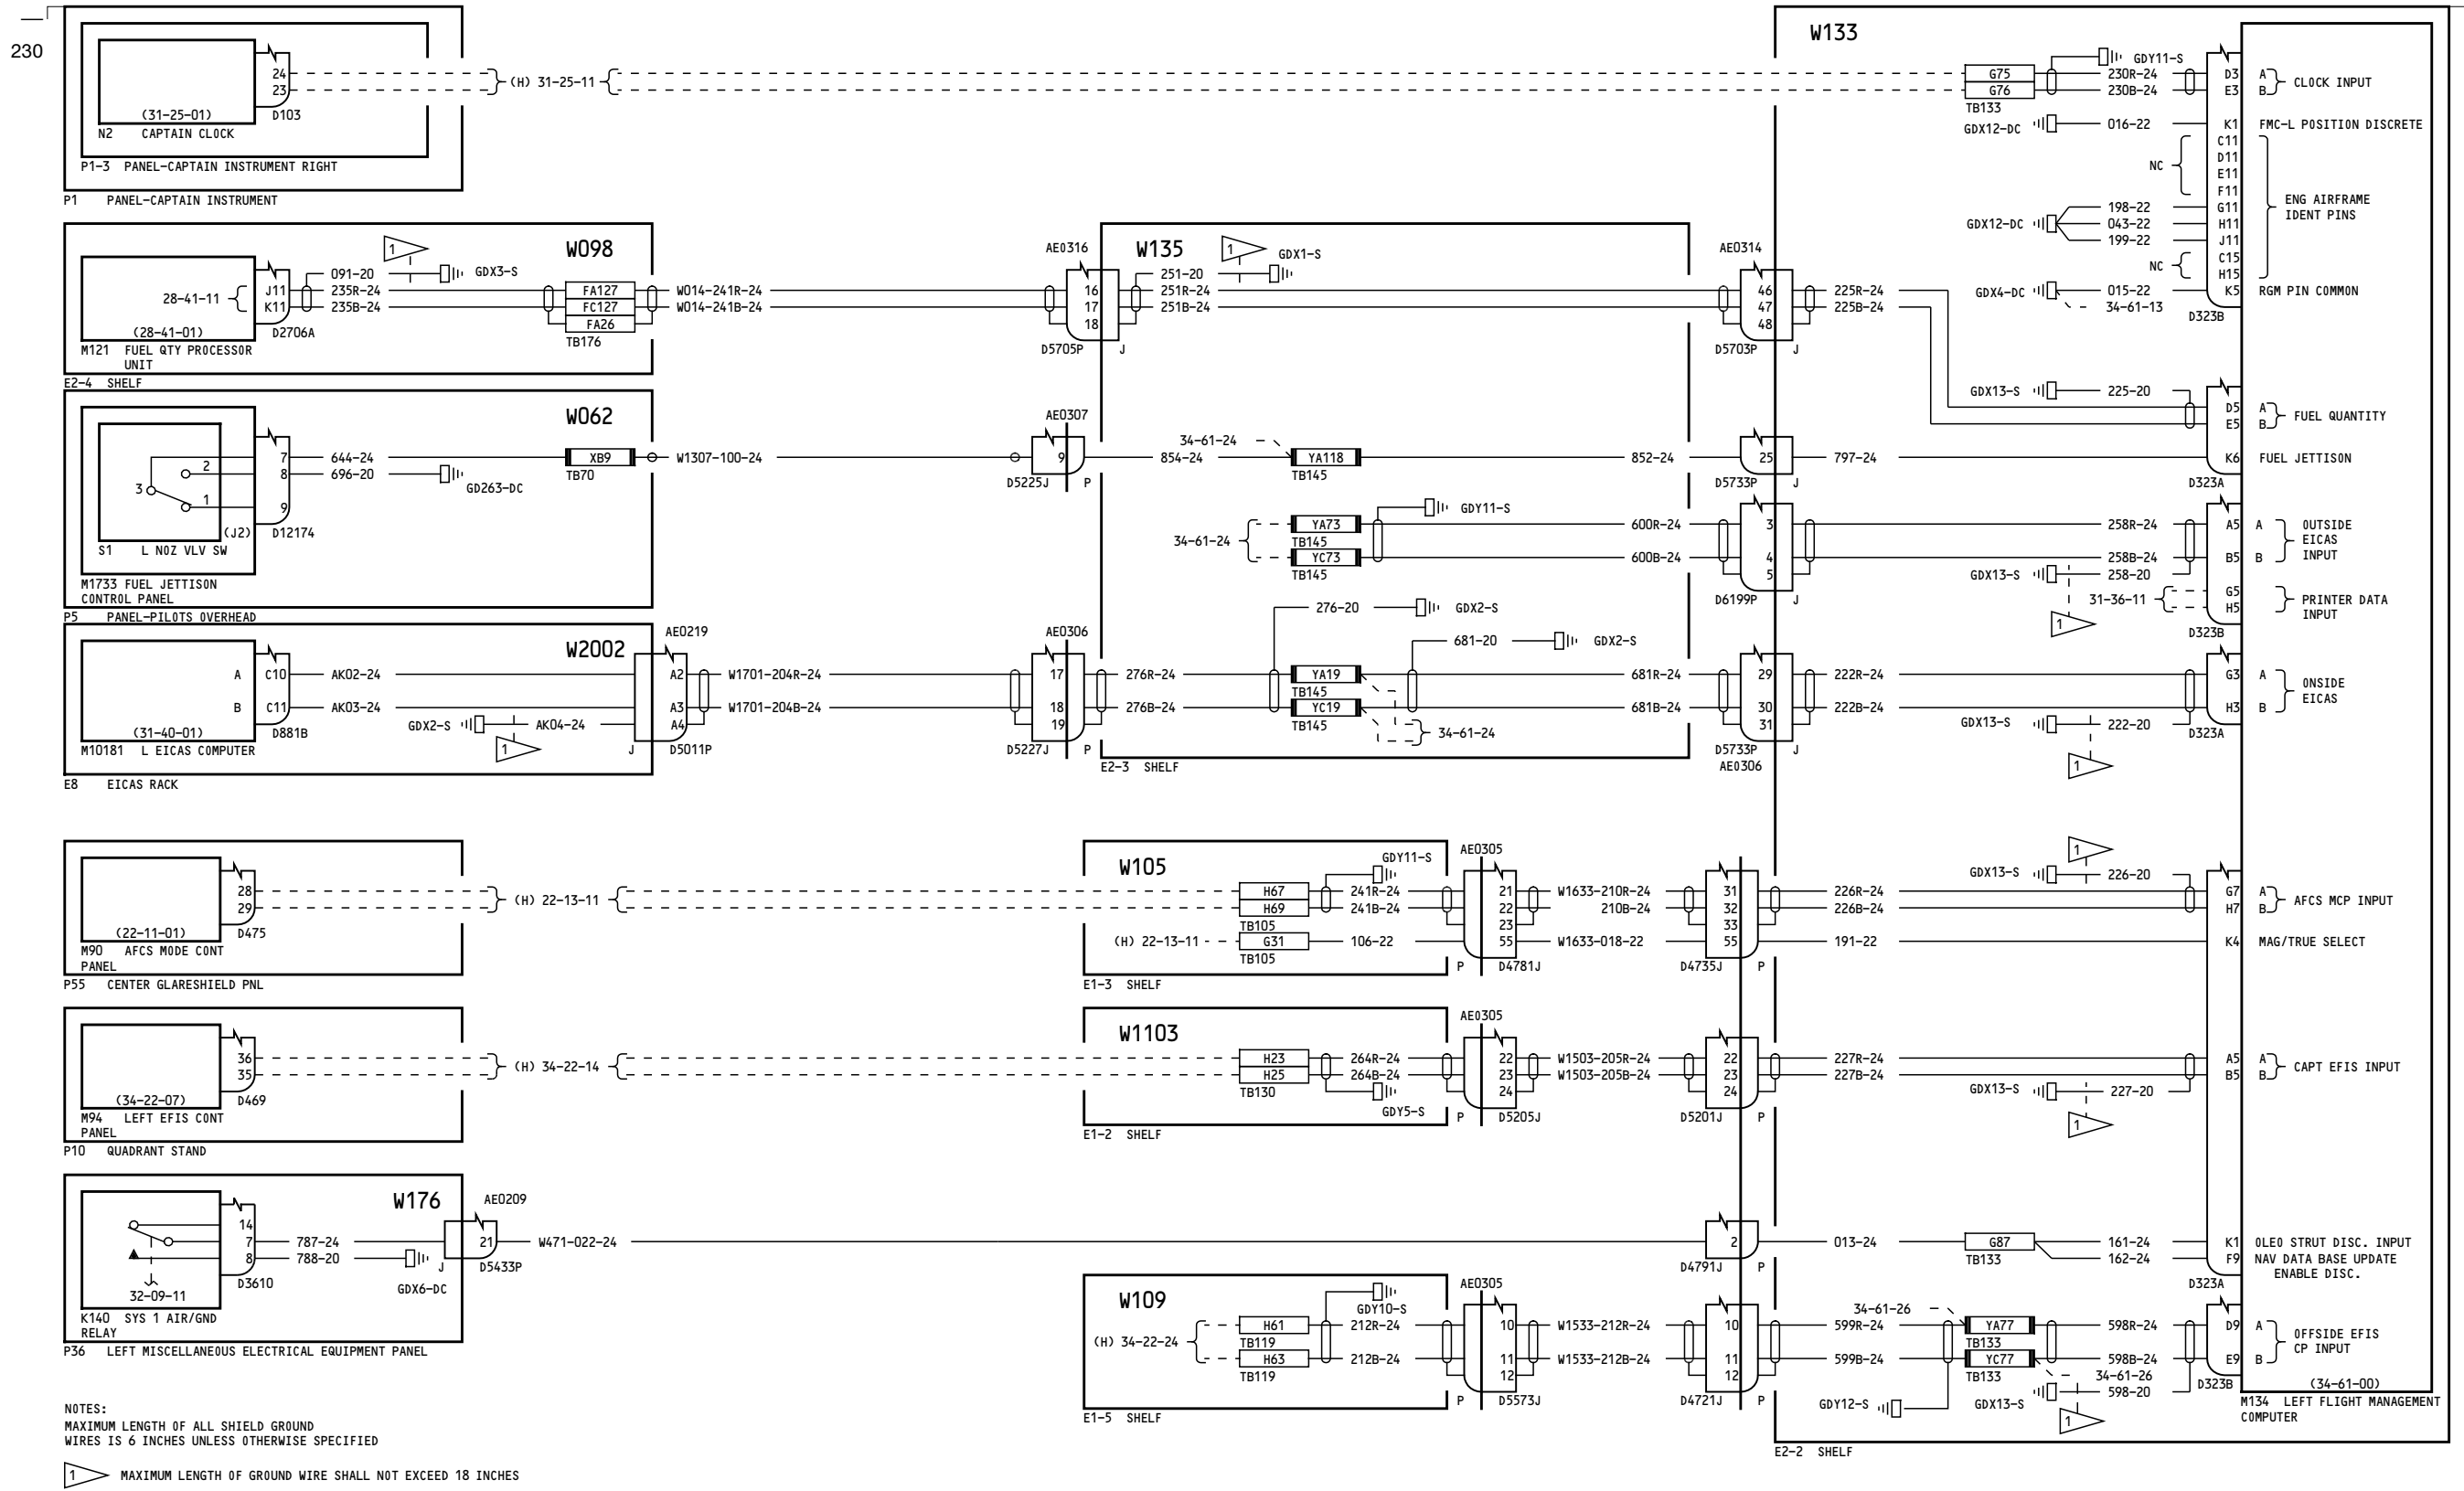 230
24
23
(31-25-01)
D103
N2 CAPTAIN CLOCK
P1-3 PANEL-CAPTAIN INSTRUMENT RIGHT
P1 PANEL-CAPTAIN INSTRUMENT
(H) 31-25-11
W133
G75
G76
TB133
GDY11-S
230R-24
230B-24
D3
E3
A
B
CLOCK INPUT
GDX12-DC
016-22
K1
FMC-L POSITION DISCRETE
NC
C11
D11
E11
F11
GDX12-DC
198-22
043-22
199-22
G11
H11
J11
ENG AIRFRAME
IDENT PINS
NC
C15
H15
GDX4-DC
015-22
K5
RGM PIN COMMON
34-61-13
D323B
W098
1
091-20
GDX3-S
28-41-11
J11
K11
235R-24
235B-24
FA127
FC127
FA26
TB176
(28-41-01)
D2706A
M121 FUEL QTY PROCESSOR
UNIT
E2-4 SHELF
W014-241R-24
W014-241B-24
AE0316
16
17
18
D5705P
J
W135
1
GDX1-S
251-20
251R-24
251B-24
AE0314
46
47
48
D5703P
J
225R-24
225B-24
GDX13-S
225-20
D5
E5
A
B
FUEL QUANTITY
W062
3
2
1
7
8
9
(J2)
D12174
S1 L NOZ VLV SW
M1733 FUEL JETTISON
CONTROL PANEL
P5 PANEL-PILOTS OVERHEAD
644-24
696-20
GD263-DC
XB9
TB70
W1307-100-24
AE0307
9
D5225J
P
34-61-24
854-24
YA118
TB145
852-24
25
D5733P
J
797-24
K6
FUEL JETTISON
D323A
34-61-24
YA73
TB145
YC73
TB145
GDY11-S
600R-24
600B-24
3
4
5
D6199P
J
258R-24
258B-24
GDX13-S
258-20
A5
B5
A
B
OUTSIDE
EICAS
INPUT
31-36-11
G5
H5
PRINTER DATA
INPUT
1
D323B
W2002
A
B
C10
C11
AK02-24
AK03-24
GDX2-S
AK04-24
1
(31-40-01)
D881B
M10181 L EICAS COMPUTER
E8 EICAS RACK
AE0219
A2
A3
A4
J
D5011P
W1701-204R-24
W1701-204B-24
AE0306
17
18
19
D5227J
P
276-20
GDX2-S
681-20
GDX2-S
276R-24
276B-24
YA19
TB145
YC19
TB145
34-61-24
681R-24
681B-24
E2-3 SHELF
29
30
31
D5733P
J
AE0306
222R-24
222B-24
GDX13-S
222-20
1
G3
H3
A
B
ONSIDE
EICAS
D323A
28
29
(22-11-01)
D475
M90 AFCS MODE CONT
PANEL
P55 CENTER GLARESHIELD PNL
(H) 22-13-11
W105
GDY11-S
H67
H69
TB105
241R-24
241B-24
(H) 22-13-11
G31
TB105
106-22
E1-3 SHELF
AE0305
21
22
23
55
P
D4781J
W1633-210R-24
210B-24
W1633-018-22
31
32
33
55
D4735J
P
226R-24
226B-24
191-22
1
GDX13-S
226-20
G7
H7
A
B
AFCS MCP INPUT
K4
MAG/TRUE SELECT
36
35
(34-22-07)
D469
M94 LEFT EFIS CONT
PANEL
P10 QUADRANT STAND
(H) 34-22-14
W1103
H23
H25
TB130
264R-24
264B-24
GDY5-S
E1-2 SHELF
AE0305
22
23
24
P
D5205J
W1503-205R-24
W1503-205B-24
22
23
24
D5201J
P
227R-24
227B-24
GDX13-S
227-20
1
A5
B5
A
B
CAPT EFIS INPUT
W176
14
7
8
32-09-11
D3610
K140 SYS 1 AIR/GND
RELAY
P36 LEFT MISCELLANEOUS ELECTRICAL EQUIPMENT PANEL
787-24
788-20
GDX6-DC
AE0209
21
J
D5433P
W471-022-24
2
D4791J
P
013-24
G87
TB133
161-24
162-24
K1
F9
OLEO STRUT DISC. INPUT
NAV DATA BASE UPDATE
ENABLE DISC.
D323A
W109
GDY10-S
(H) 34-22-24
H61
TB119
H63
TB119
212R-24
212B-24
E1-5 SHELF
AE0305
10
11
12
P
D5573J
W1533-212R-24
W1533-212B-24
10
11
12
D4721J
P
34-61-26
599R-24
599B-24
YA77
TB133
YC77
TB133
598R-24
598B-24
34-61-26
598-20
GDY12-S
GDX13-S
1
D9
E9
A
B
OFFSIDE EFIS
CP INPUT
D323B
(34-61-00)
M134 LEFT FLIGHT MANAGEMENT
COMPUTER
E2-2 SHELF
NOTES:
MAXIMUM LENGTH OF ALL SHIELD GROUND
WIRES IS 6 INCHES UNLESS OTHERWISE SPECIFIED
1 MAXIMUM LENGTH OF GROUND WIRE SHALL NOT EXCEED 18 INCHES